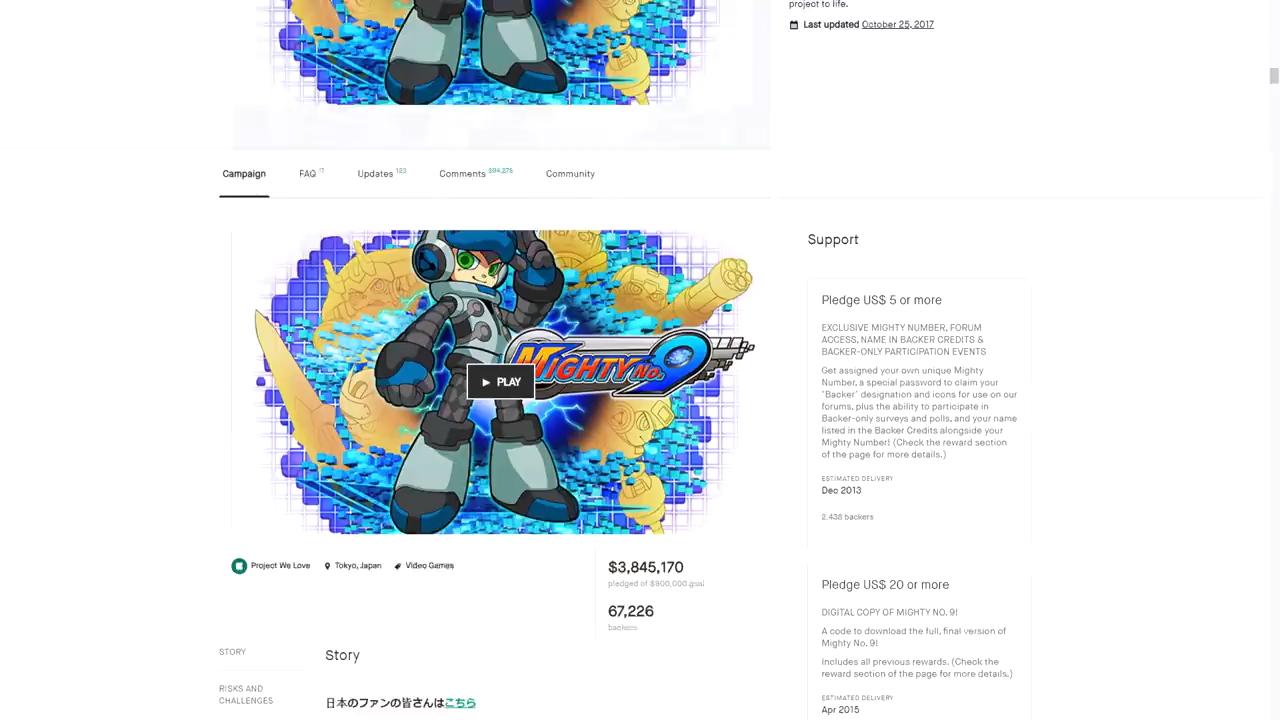 project to life.
Last updated October 25, 2017
Campaign
FAQ
Updates 123
Comments
Community
MIGHTY No. 9
PLAY
Project We Love
Tokyo, Japan
Video Games
$3,845,170
pledged of $900,000 goal
67,226
backers
STORY
RISKS AND
CHALLENGES
Story
日本のファンの皆さんはこちら
Support
Pledge US$ 5 or more
EXCLUSIVE MIGHTY NUMBER, FORUM
ACCESS, NAME IN BACKER CREDITS &
BACKER-ONLY PARTICIPATION EVENTS
Get assigned your own unique Mighty
Number, a special password to claim your
"Backer" designation and icons for use on our
forums, plus the ability to participate in
Backer-only surveys and polls, and your name
listed in the Backer Credits alongside your
Mighty Number! (Check the reward section
of the page for more details.)
ESTIMATED DELIVERY
Dec 2013
2,438 backers
Pledge US$ 20 or more
DIGITAL COPY OF MIGHTY NO. 9!
A code to download the full, final version of
Mighty No. 9!
Includes all previous rewards. (Check the
reward section of the page for more details.)
ESTIMATED DELIVERY
Apr 2015